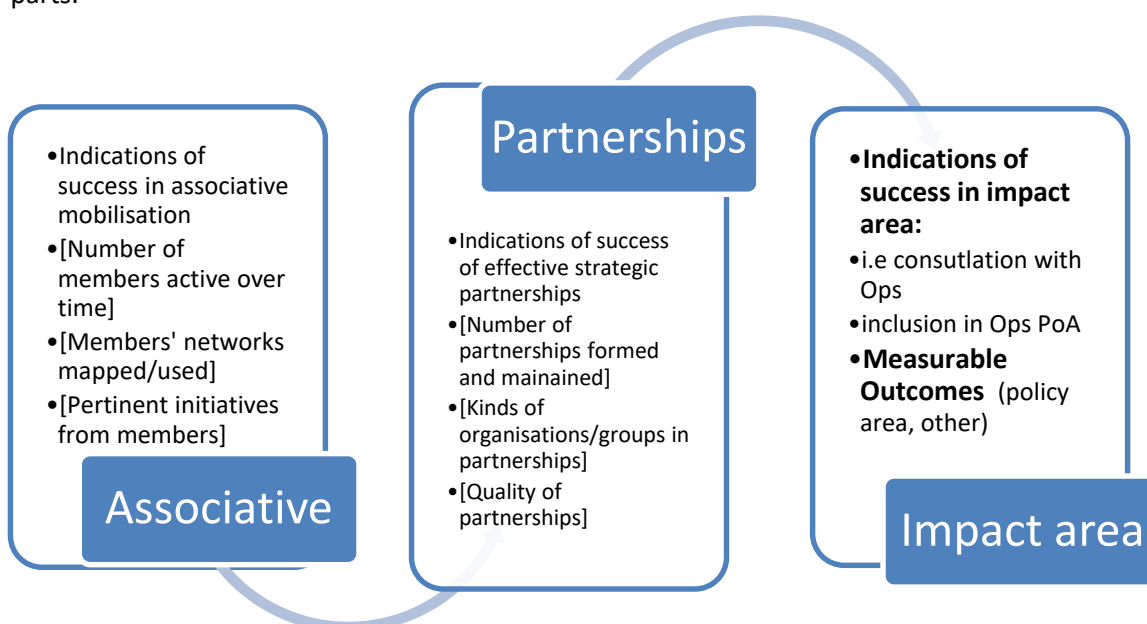 parts.
•Indications of
success in associative
mobilisation
•[Number of
members active over
time]
•[Members' networks
mapped/used]
•[Pertinent initiatives
from members]
Associative
Partnerships
•Indications of success
of effective strategic
partnerships
•[Number of
partnerships formed
and mainained]
•[Kinds of
organisations/groups in
partnerships]
•[Quality of
partnerships]
•Indications of
success in impact
area:
•i.e consutlation with
Ops
•inclusion in Ops PoA
•Measurable
Outcomes (policy
area, other)
Impact area